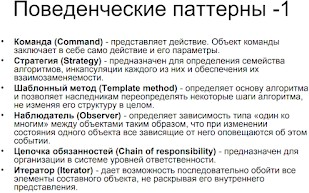 Поведенческие паттерны -1
• Команда (Command) - представляет действие. Объект команды
заключает в себе само действие и его параметры.
• Стратегия (Strategy) - предназначен для определения семейства
алгоритмов, инкапсуляции каждого из них и обеспечения их
взаимозаменяемости.
• Шаблонный метод (Template method) - определяет основу алгоритма
и позволяет наследникам переопределять некоторые шаги алгоритма,
не изменяя его структуру в целом.
• Наблюдатель (Observer) - определяет зависимость типа «один ко
многим» между объектами таким образом, что при изменении
состояния одного объекта все зависящие от него оповещаются об этом
событии.
• Цепочка обязанностей (Chain of responsibility) - предназначен для
организации в системе уровней ответственности.
• Итератор (Iterator) - дает возможность последовательно обойти все
элементы составного объекта, не раскрывая его внутреннего
представления.